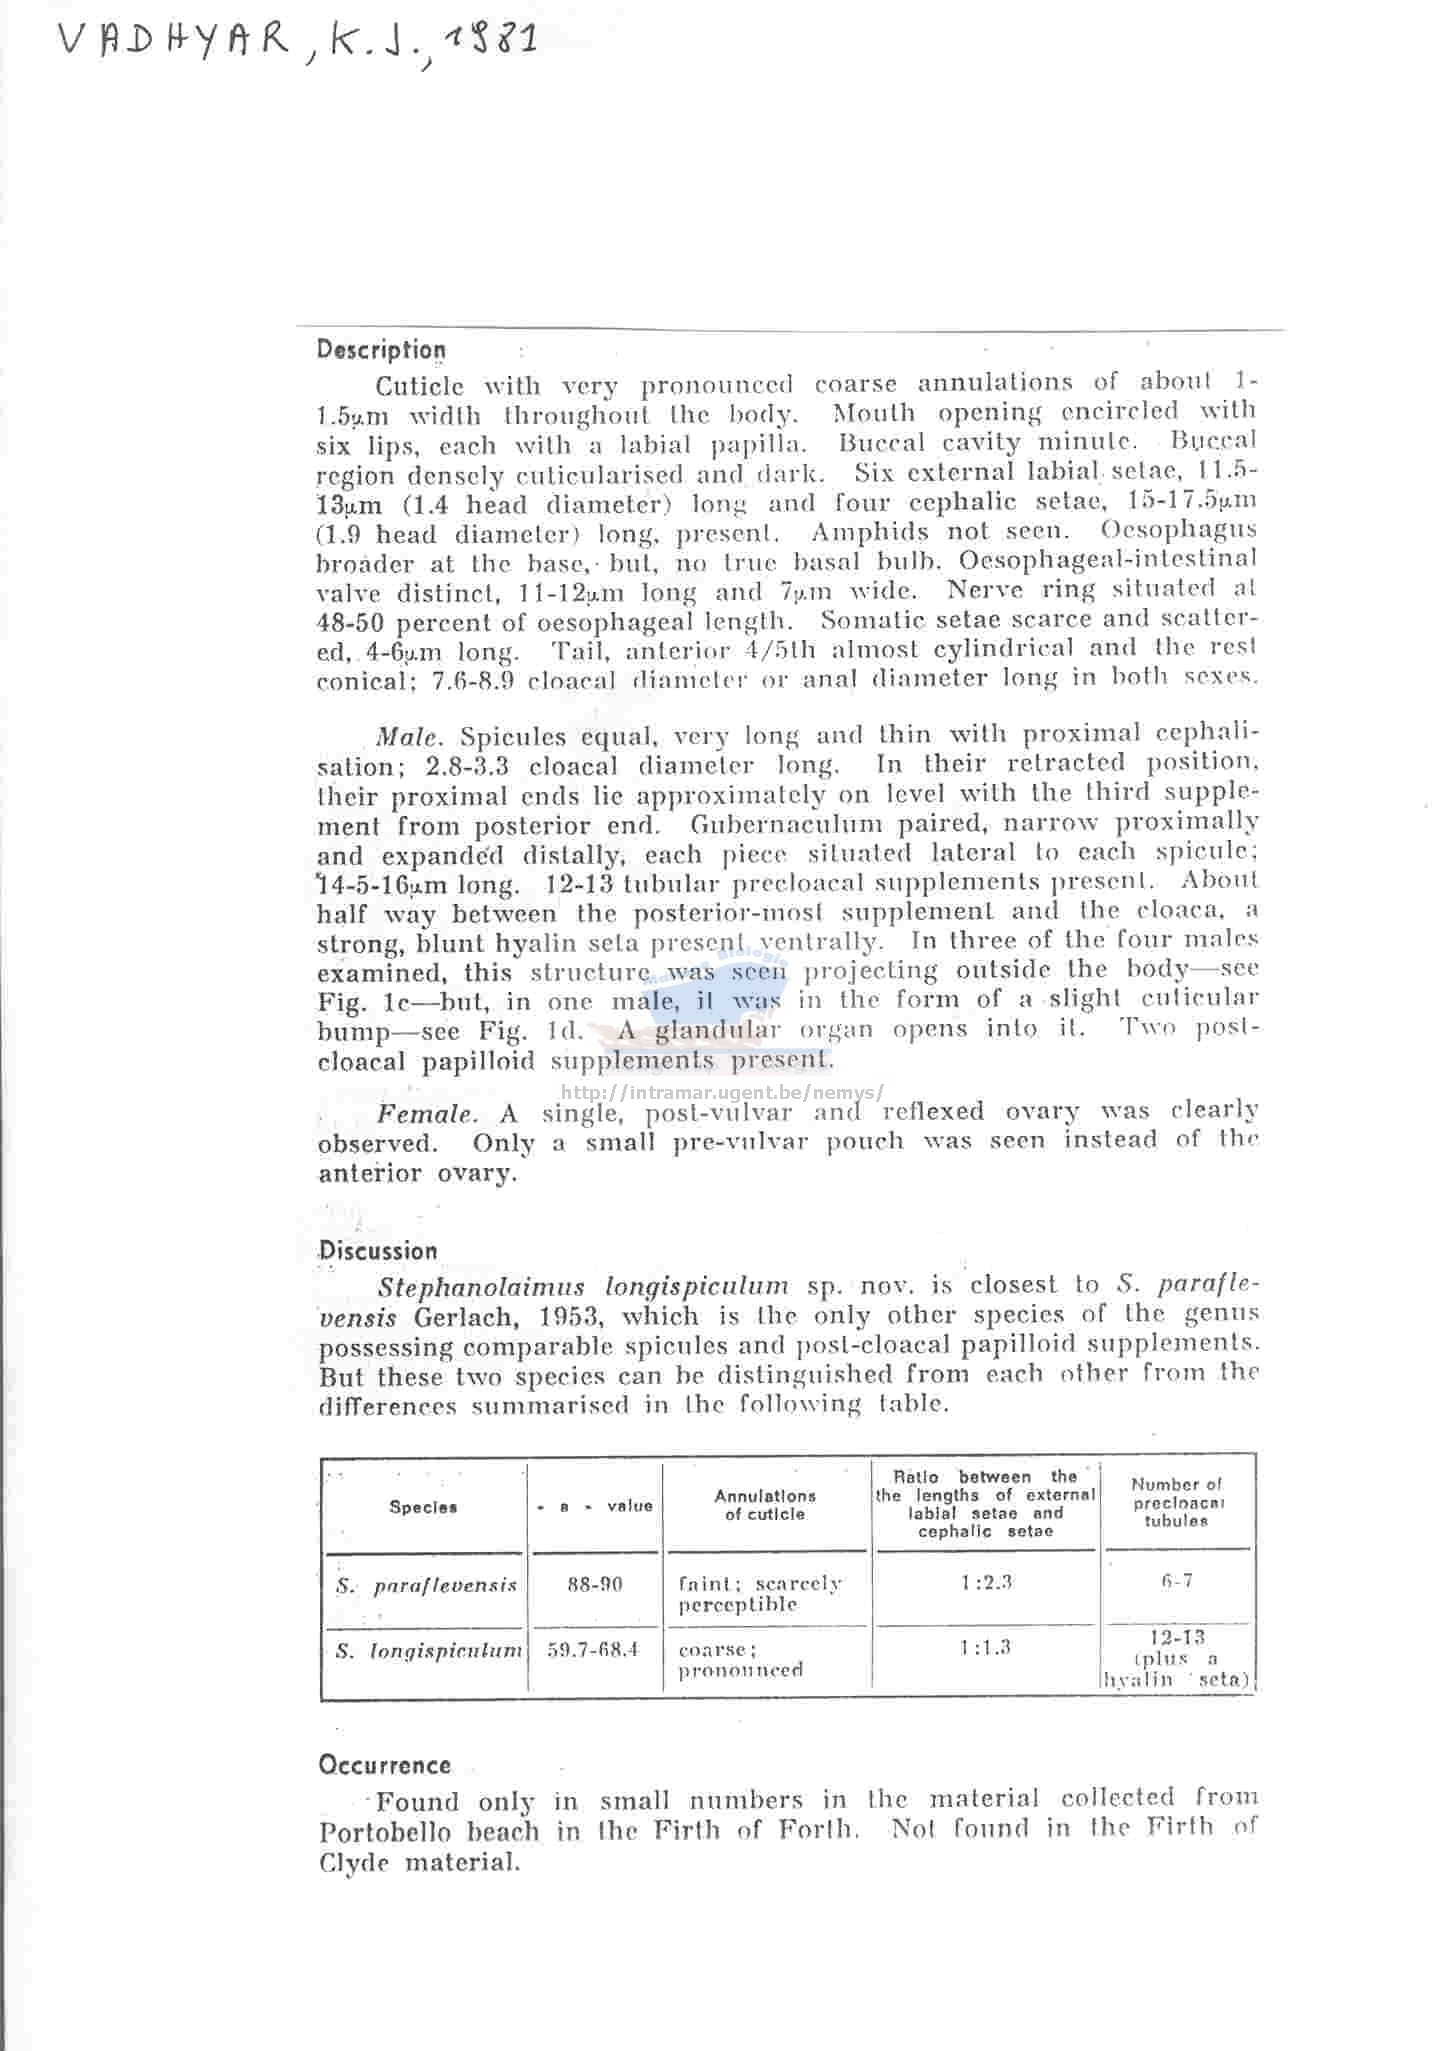 VADHYAR, K.J., 1981
Description
Cuticle with very pronounced coarse annulations of about 1-
1.5µm width throughout the body. Mouth opening encircled with
six lips, each with a labial papilla. Buccal cavity minute. Buccal
region densely cuticularised and dark. Six external labial setae, 11.5-
13µm (1.4 head diameter) long and four cephalic setae, 15-17.5µm
(1.9 head diameter) long, present. Amphids not seen. Oesophagus
broader at the base, but, no true basal bulb. Oesophageal-intestinal
valve distinct, 11-12µm long and 7µm wide. Nerve ring situated at
48-50 percent of oesophageal length. Somatic setae scarce and scatter-
ed, 4-6µm long. Tail, anterior 4/5th almost cylindrical and the rest
conical; 7.6-8.9 cloacal diameter or anal diameter long in both sexes.
Male. Spicules equal, very long and thin with proximal cephali-
sation; 2.8-3.3 cloacal diameter long. In their retracted position,
their proximal ends lie approximately on level with the third supple-
ment from posterior end. Gubernaculum paired, narrow proximally
and expanded distally, each piece situated lateral to each spicule;
14-5-16µm long. 12-13 tubular precloacal supplements present. About
half way between the posterior-most supplement and the cloaca, a
strong, blunt hyalin seta present ventrally. In three of the four males
examined, this structure was seen projecting outside the body—see
Fig. 1c—but, in one male, it was in the form of a slight cuticular
bump—see Fig. 1d. A glandular organ opens into it. Two post-
cloacal papilloid supplements present.
http://intramar.ugent.be/nemys/
Female. A single, post-vulvar and reflexed ovary was clearly
observed. Only a small pre-vulvar pouch was seen instead of the
anterior ovary.
Discussion
Stephanolaimus longispiculum sp. nov. is closest to S. parafle-
vensis Gerlach, 1953, which is the only other species of the genus
possessing comparable spicules and post-cloacal papilloid supplements.
But these two species can be distinguished from each other from the
differences summarised in the following table.
Species - a - value Annulations of cuticle Ratio between the the lengths of external labial setae and cephalic setae Number of precloacal tubules
S. paraflevensis 88-90 faint; scarcely perceptible 1:2.3 6-7
S. longispiculum 59.7-68.4 coarse; pronounced 1:1.3 12-13 (plus a hyalin seta)
Occurrence
Found only in small numbers in the material collected from
Portobello beach in the Firth of Forth. Not found in the Firth of
Clyde material.